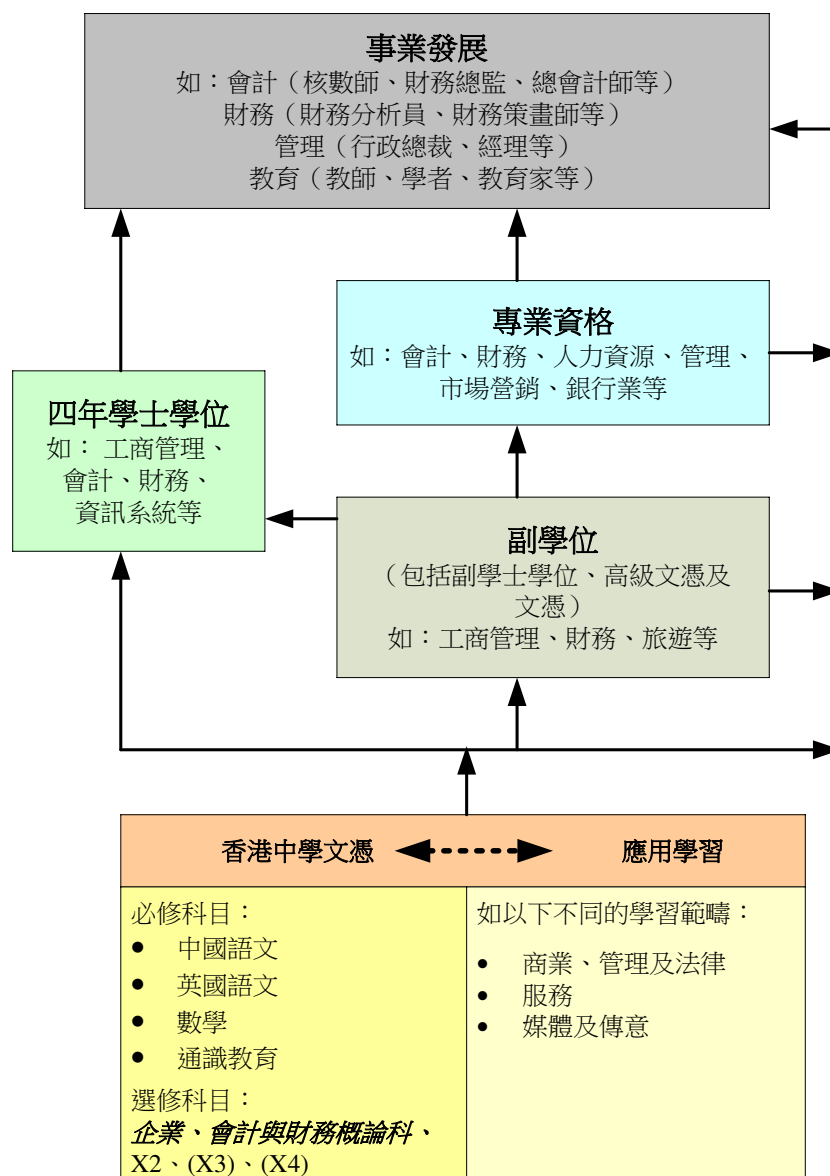 事業發展
如：會計（核數師、財務總監、總會計師等）
財務（財務分析員、財務策畫師等）
管理（行政總裁、經理等）
教育（教師、學者、教育家等）
專業資格
如：會計、財務、人力資源、管理、
市場營銷、銀行業等
四年學士學位
如： 工商管理、
會計、財務、
資訊系統等
副學位
（包括副學士學位、高級文憑及
文憑）
如：工商管理、財務、旅遊等
香港中學文憑
應用學習
必修科目：
• 中國語文
• 英國語文
• 數學
• 通識教育
選修科目：
企業、會計與財務概論科、
X2、(X3)、(X4)
如以下不同的學習範疇：
• 商業、管理及法律
• 服務
• 媒體及傳意